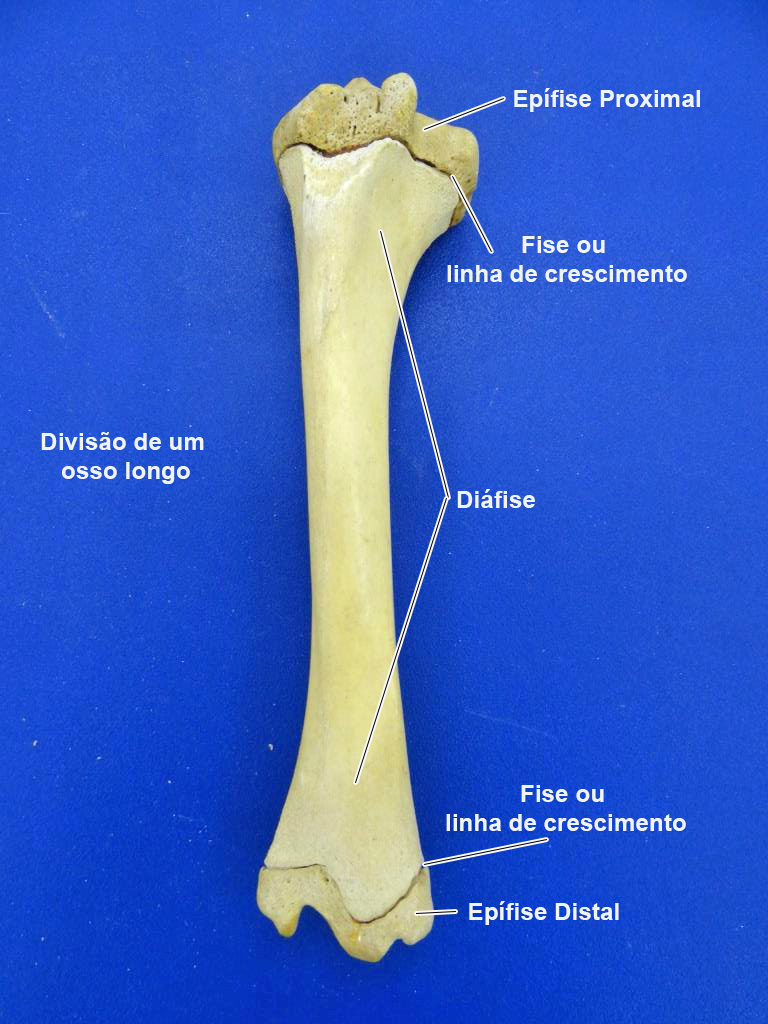 Epífise Proximal
Fise ou
linha de crescimento
Divisão de um
osso longo
Diáfise
Fise ou
linha de crescimento
Epífise Distal